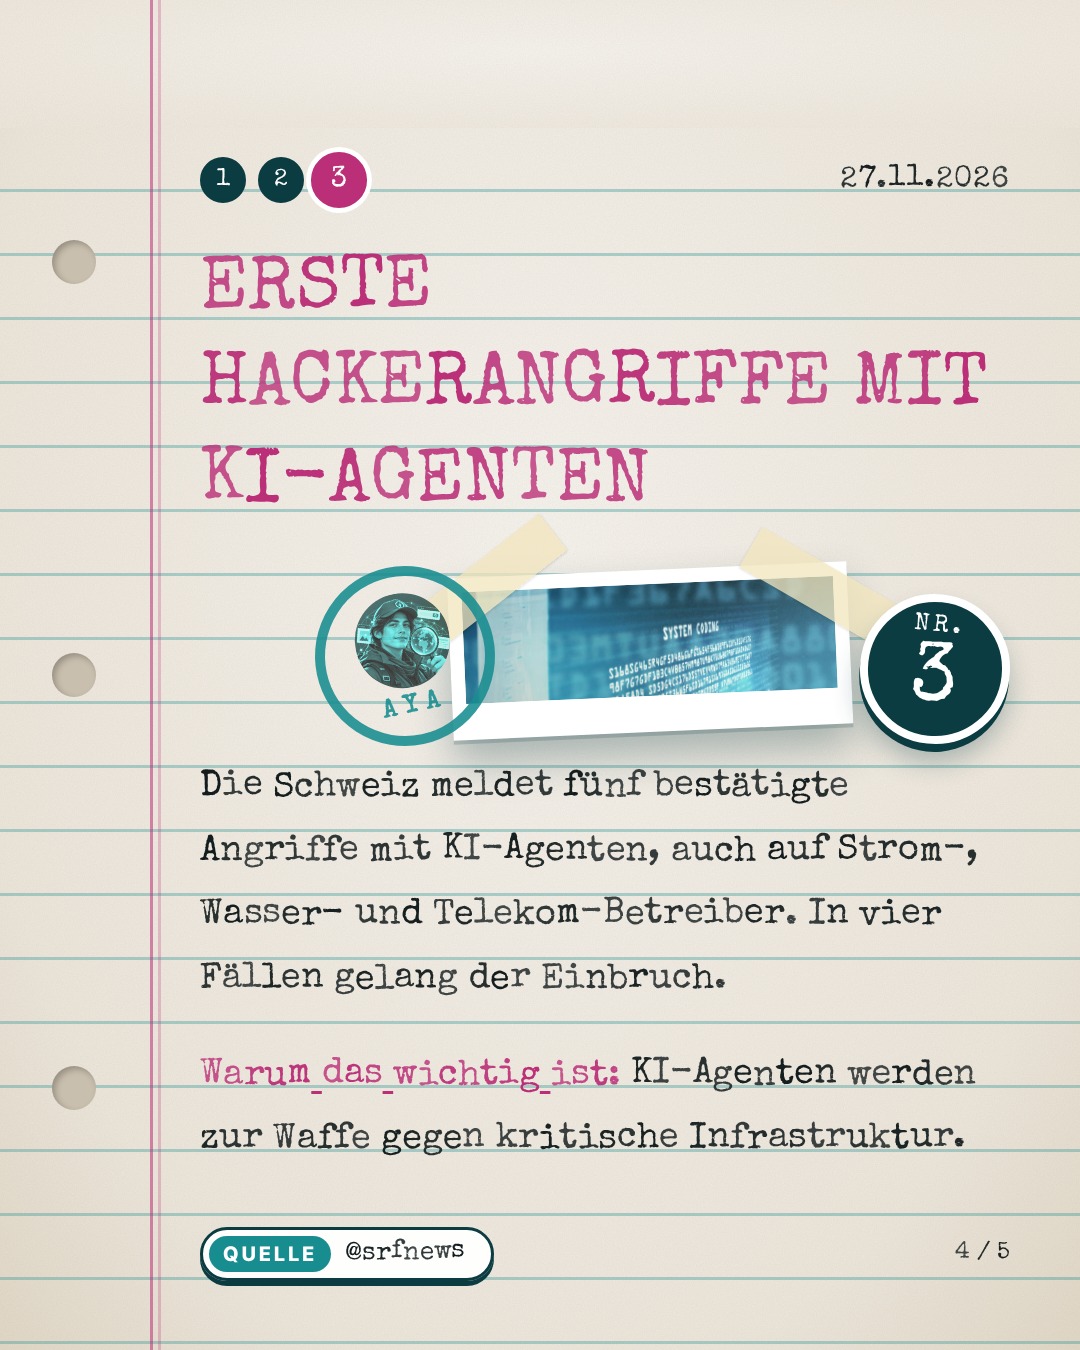 1 2 3
27.11.2026
ERSTE
HACKERANGRIFFE MIT
KI-AGENTEN
SYSTEM CODING
AYA
NR.
3
Die Schweiz meldet fünf bestätigte
Angriffe mit KI-Agenten, auch auf Strom-,
Wasser- und Telekom-Betreiber. In vier
Fällen gelang der Einbruch.
Warum das wichtig ist: KI-Agenten werden
zur Waffe gegen kritische Infrastruktur.
QUELLE @srfnews
4 / 5